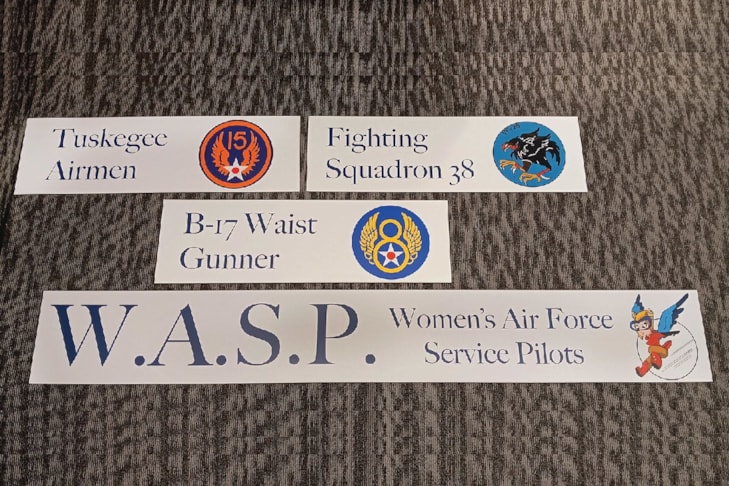 Tuskegee
Airmen
15
Fighting
Squadron 38
B-17 Waist
Gunner
8
W.A.S.P.
Women's Air Force
Service Pilots